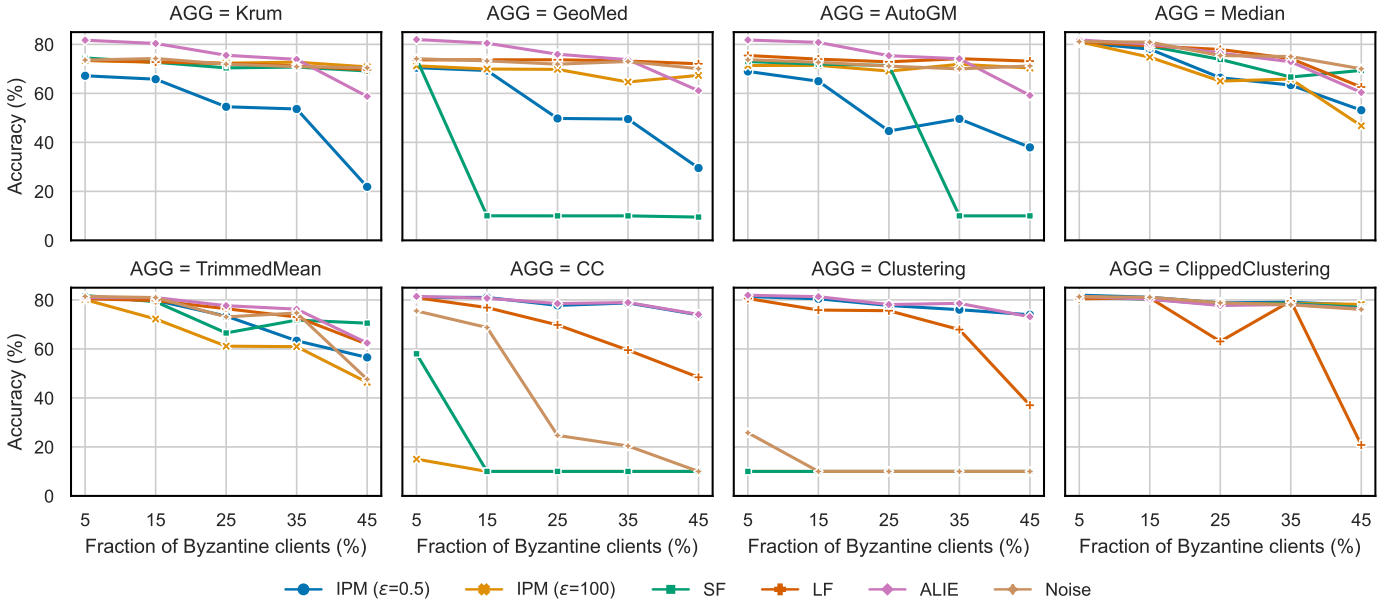 AGG = Krum
AGG = GeoMed
AGG = AutoGM
AGG = Median
Accuracy (%)
80
60
40
20
0
AGG = TrimmedMean
AGG = CC
AGG = Clustering
AGG = ClippedClustering
Accuracy (%)
80
60
40
20
0
5 15 25 35 45
5 15 25 35 45
5 15 25 35 45
5 15 25 35 45
Fraction of Byzantine clients (%)
Fraction of Byzantine clients (%)
Fraction of Byzantine clients (%)
Fraction of Byzantine clients (%)
IPM (ε=0.5) IPM (ε=100) SF LF ALIE Noise